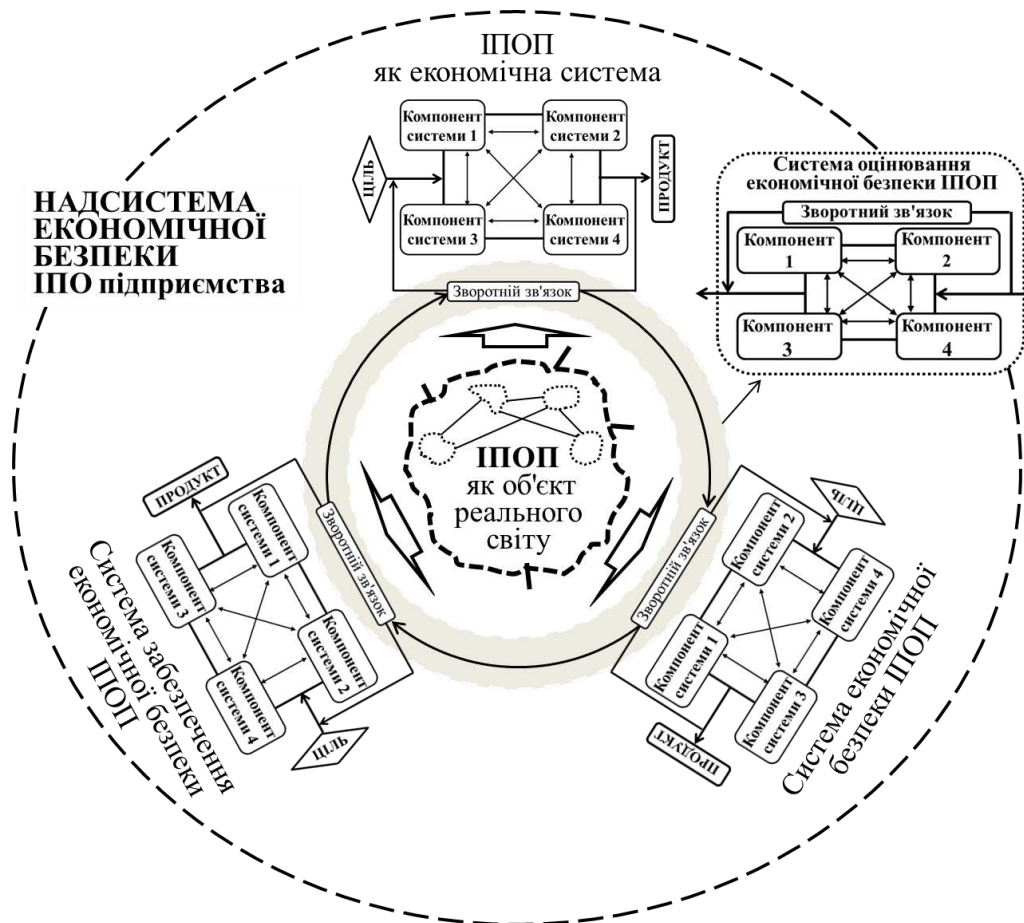 ІПОП
як економічна система
Компонент
системи 1
Компонент
системи 2
ЦІЛЬ
ПРОДУКТ
Компонент
системи 3
Компонент
системи 4
Зворотній зв'язок
НАДСИСТЕМА
ЕКОНОМІЧНОЇ
БЕЗПЕКИ
ІПО підприємства
Система оцінювання
економічної безпеки ІПОП
Зворотний зв'язок
Компонент
1
Компонент
2
Компонент
3
Компонент
4
ІПОП
як об'єкт
реального
світу
ПРОДУКТ
Компонент
системи 1
Компонент
системи 3
Компонент
системи 2
Компонент
системи 4
ЦІЛЬ
Зворотній зв'язок
Система забезпечення
економічної безпеки
ІПОП
Зворотній зв'язок
ЦІЛЬ
Компонент
системи 2
Компонент
системи 4
Компонент
системи 1
Компонент
системи 3
ПРОДУКТ
Система економічної
безпеки ІПОП